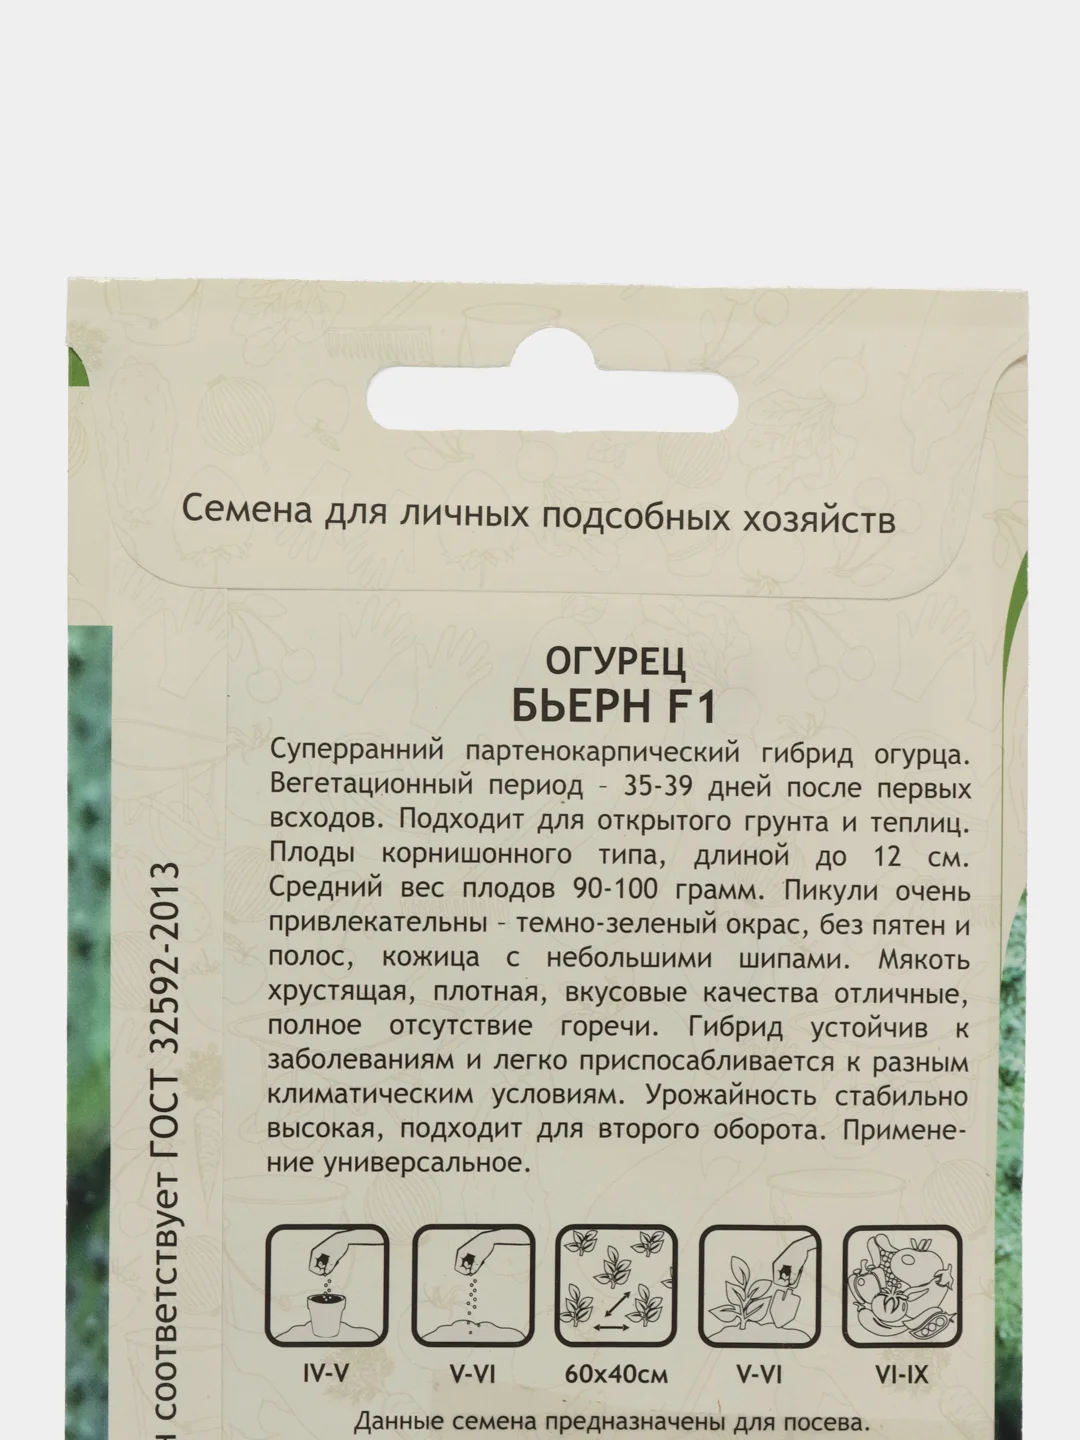 Семена для личных подсобных хозяйств
ОГУРЕЦ
БЬЕРН F1
Суперранний партенокарпический гибрид огурца.
Вегетационный период - 35-39 дней после первых
всходов. Подходит для открытого грунта и теплиц.
Плоды корнишонного типа, длиной до 12 см.
Средний вес плодов 90-100 грамм. Пикули очень
привлекательны - темно-зеленый окрас, без пятен и
полос, кожица с небольшими шипами. Мякоть
хрустящая, плотная, вкусовые качества отличные,
полное отсутствие горечи. Гибрид устойчив к
заболеваниям и легко приспосабливается к разным
климатическим условиям. Урожайность стабильно
высокая, подходит для второго оборота. Примене-
ние универсальное.
IV-V
V-VI
60х40см
V-VI
VI-IX
Данные семена предназначены для посева.
соответствует ГОСТ 32592-2013